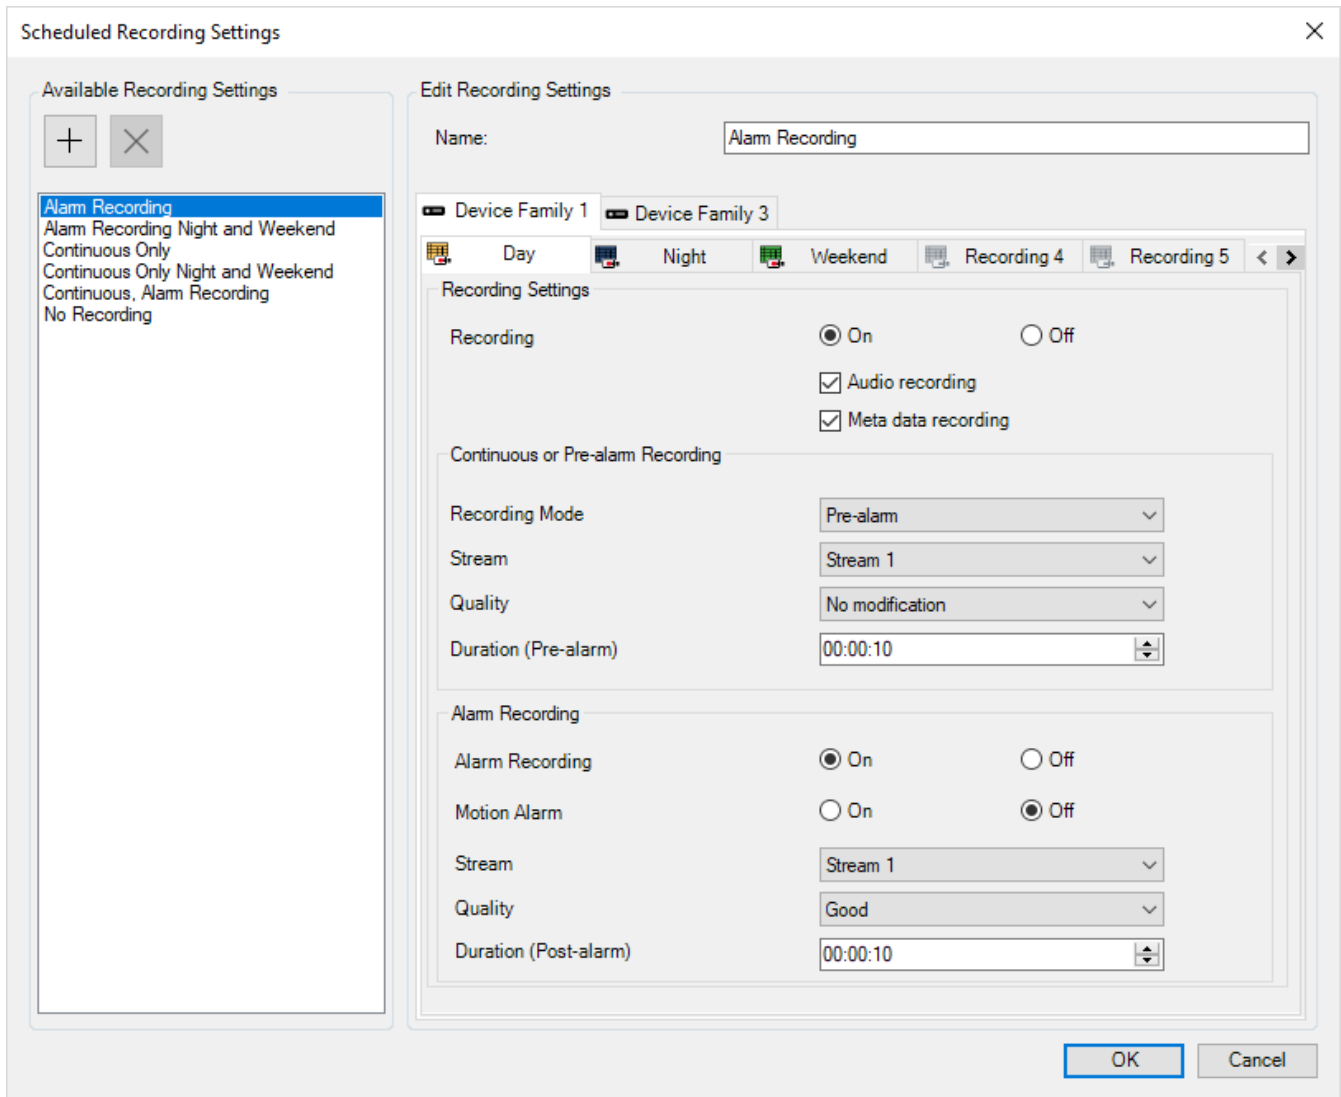 Scheduled Recording Settings
Available Recording Settings
Alarm Recording
Alarm Recording Night and Weekend
Continuous Only
Continuous Only Night and Weekend
Continuous, Alarm Recording
No Recording
Edit Recording Settings
Name: Alarm Recording
Device Family 1 Device Family 3
Day Night Weekend Recording 4 Recording 5
Recording Settings
Recording On Off
Audio recording
Meta data recording
Continuous or Pre-alarm Recording
Recording Mode Pre-alarm
Stream Stream 1
Quality No modification
Duration (Pre-alarm) 00:00:10
Alarm Recording
Alarm Recording On Off
Motion Alarm On Off
Stream Stream 1
Quality Good
Duration (Post-alarm) 00:00:10
OK Cancel